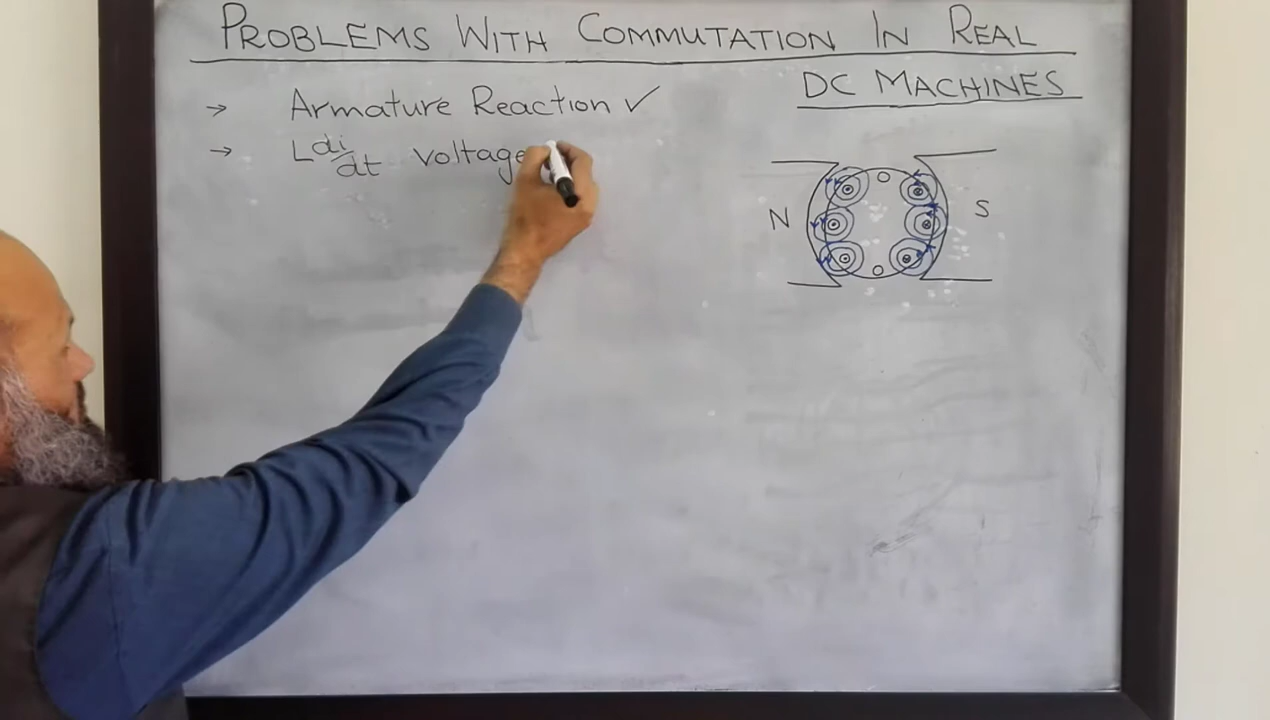 PROBLEMS WITH COMMUTATION IN REAL
DC MACHINES
→ Armature Reaction ✓
→ L di/dt voltage
N S